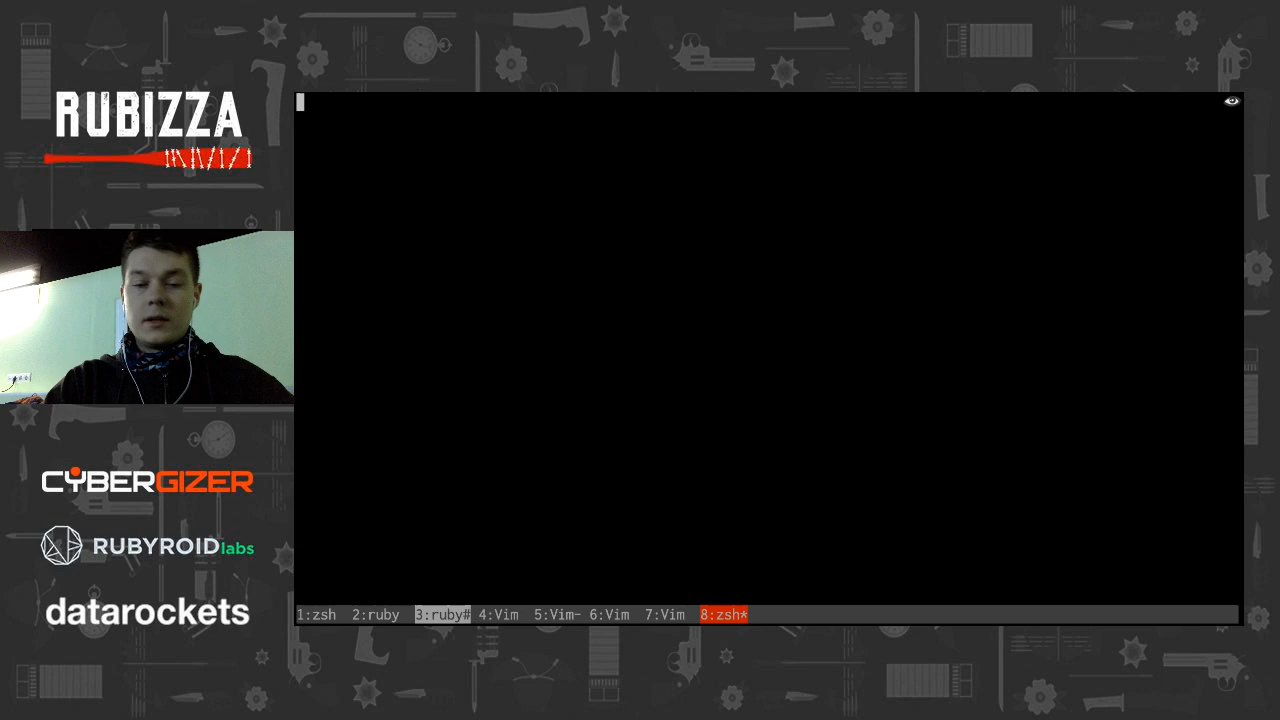 RUBIZZA
CYBERGIZER
RUBYROIDlabs
datarockets
1:zsh 2:ruby 3:ruby# 4:Vim 5:Vim- 6:Vim 7:Vim 8:zsh*